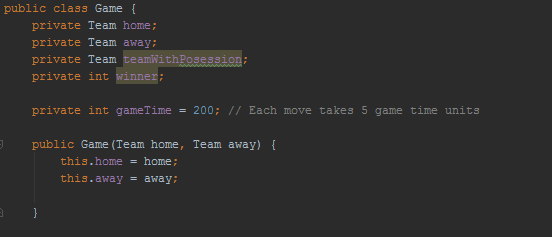 public class Game {
private Team home;
private Team away;
private Team teamWithPosession;
private int winner;
private int gameTime = 200; // Each move takes 5 game time units
public Game(Team home, Team away) {
this.home = home;
this.away = away;
}